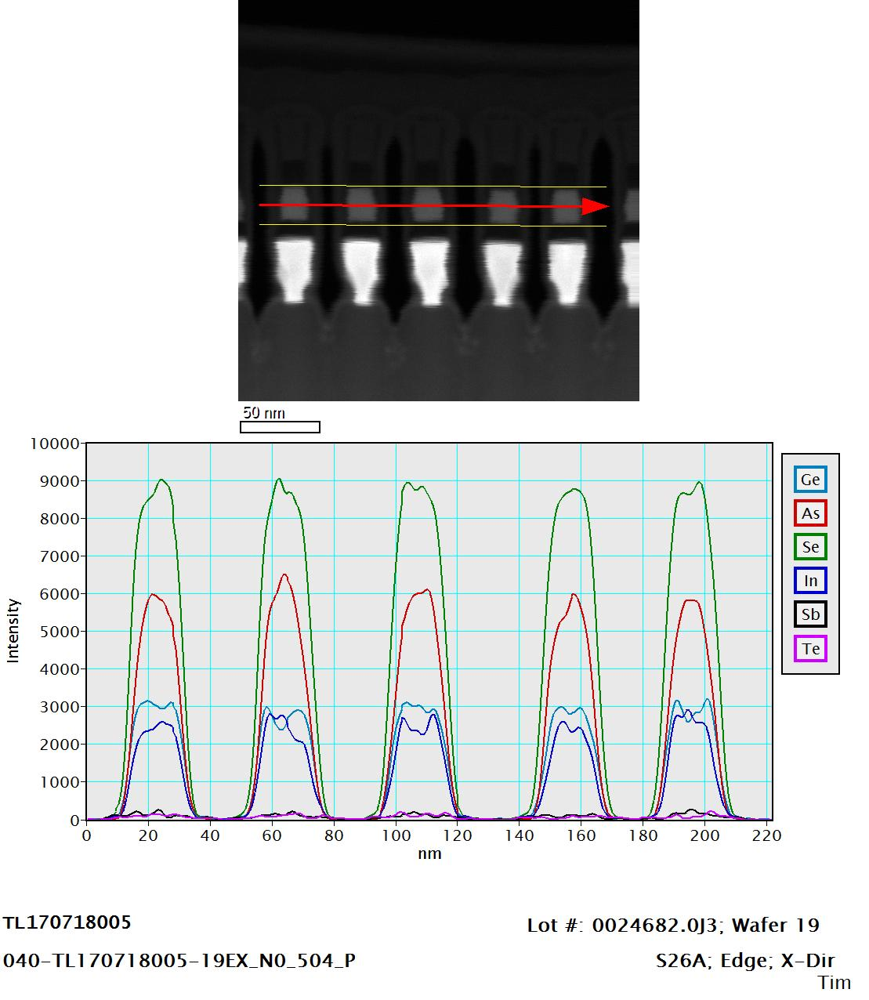 50 nm
10000
9000
8000
7000
6000
5000
4000
3000
2000
1000
0
Intensity
0 20 40 60 80 100 120 140 160 180 200 220
nm
Ge
As
Se
In
Sb
Te
TL170718005
Lot #: 0024682.0J3; Wafer 19
040-TL170718005-19EX_N0_504_P
S26A; Edge; X-Dir
Tim